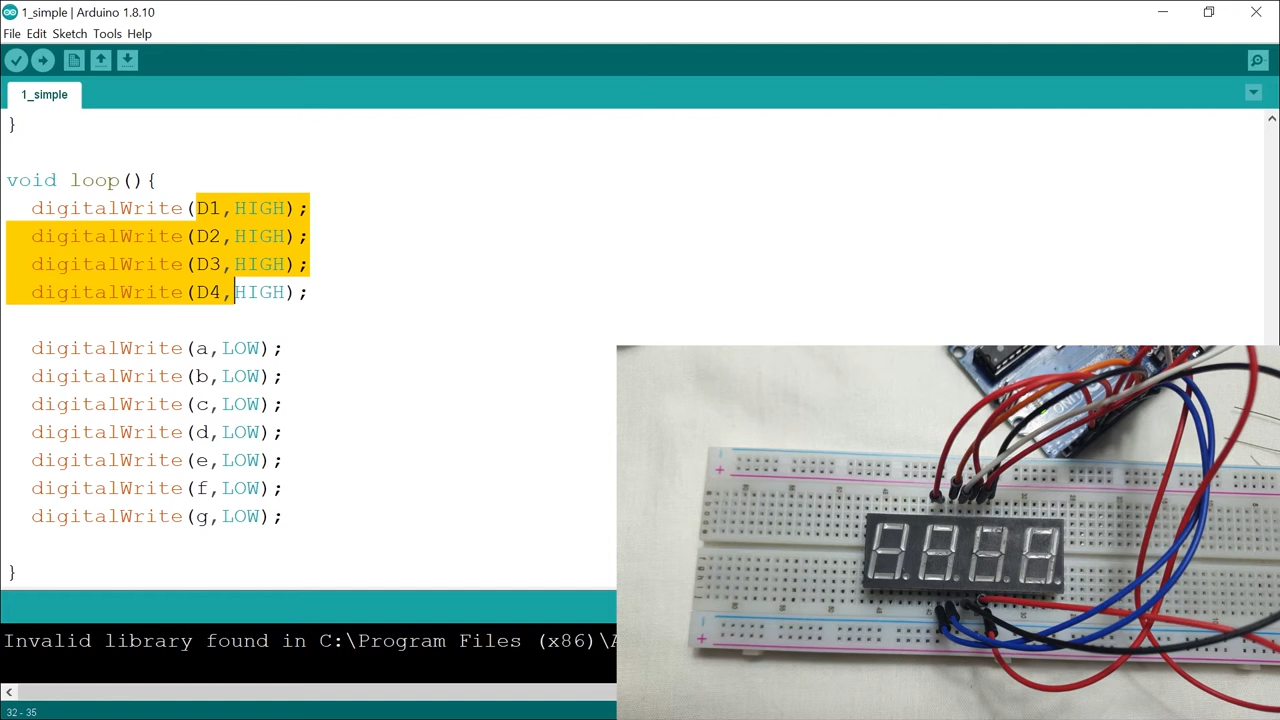 1_simple | Arduino 1.8.10
File Edit Sketch Tools Help
1_simple
}
void loop(){
digitalWrite(D1,HIGH);
digitalWrite(D2,HIGH);
digitalWrite(D3,HIGH);
digitalWrite(D4,HIGH);
digitalWrite(a,LOW);
digitalWrite(b,LOW);
digitalWrite(c,LOW);
digitalWrite(d,LOW);
digitalWrite(e,LOW);
digitalWrite(f,LOW);
digitalWrite(g,LOW);
}
Invalid library found in C:\Program Files (x86)\A
32 - 35
UNO